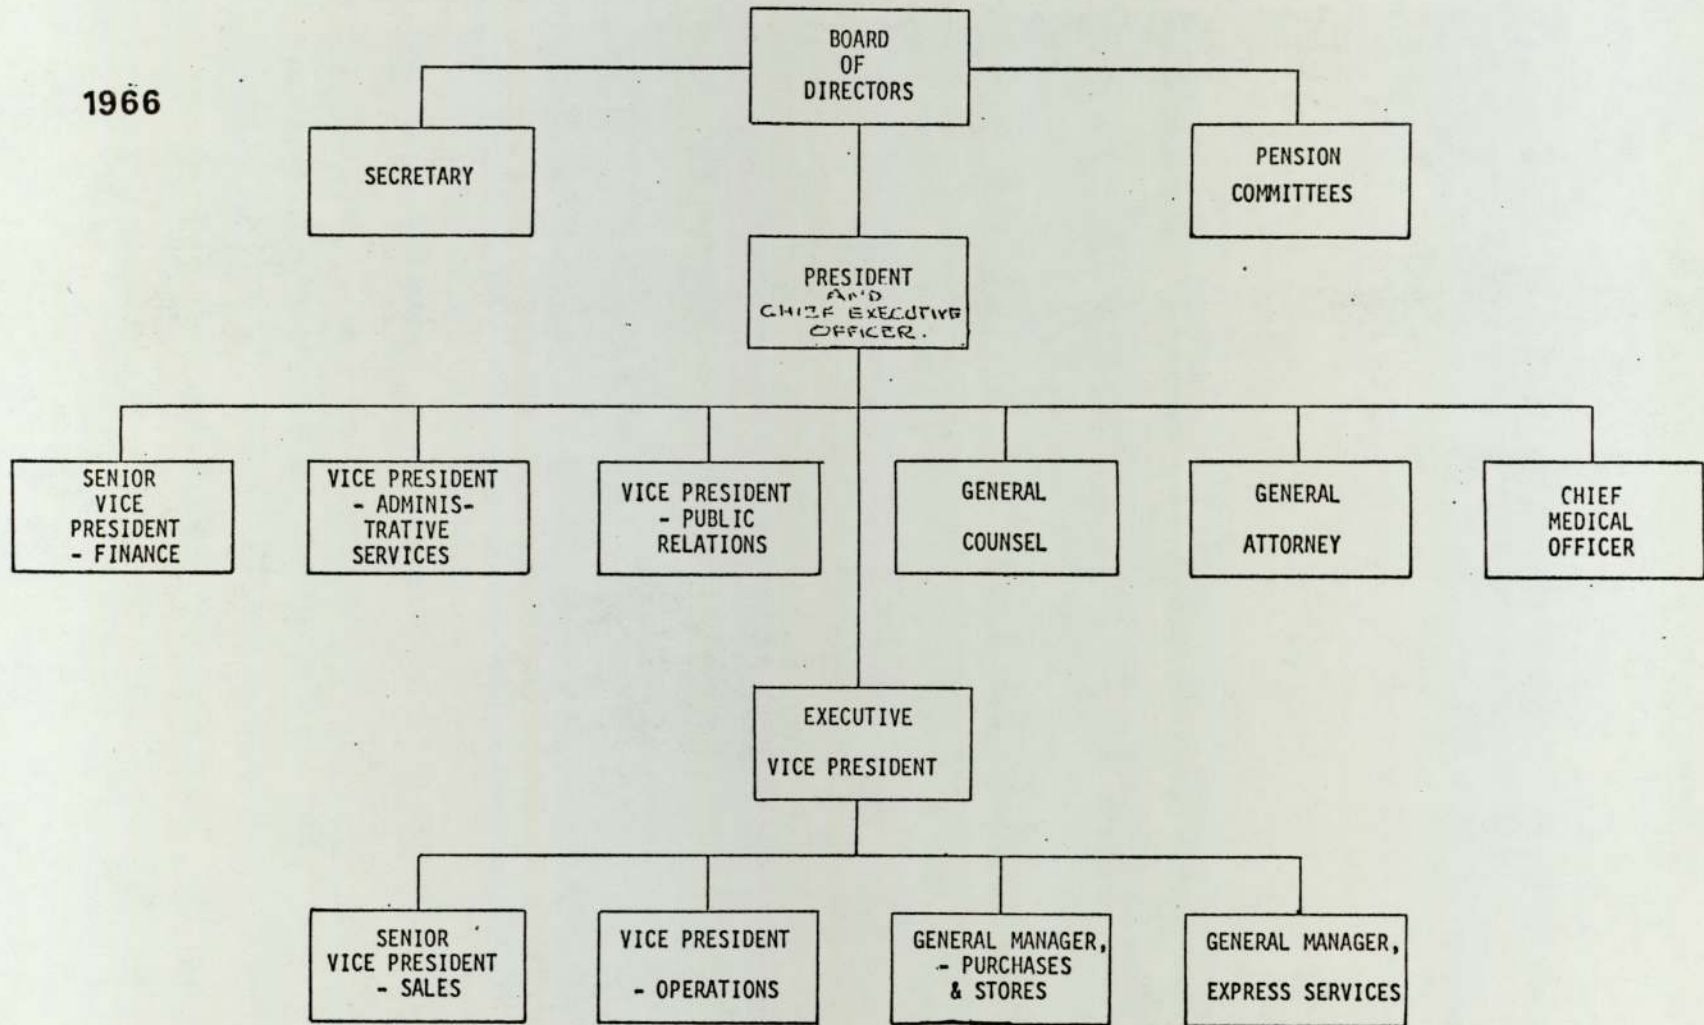 1966
BOARD
OF
DIRECTORS
SECRETARY
PENSION
COMMITTEES
PRESIDENT
AND
CHIEF EXECUTIVE
OFFICER.
SENIOR
VICE
PRESIDENT
- FINANCE
VICE PRESIDENT
- ADMINIS-
TRATIVE
SERVICES
VICE PRESIDENT
- PUBLIC
RELATIONS
GENERAL
COUNSEL
GENERAL
ATTORNEY
CHIEF
MEDICAL
OFFICER
EXECUTIVE
VICE PRESIDENT
SENIOR
VICE PRESIDENT
- SALES
VICE PRESIDENT
- OPERATIONS
GENERAL MANAGER,
- PURCHASES
& STORES
GENERAL MANAGER,
EXPRESS SERVICES